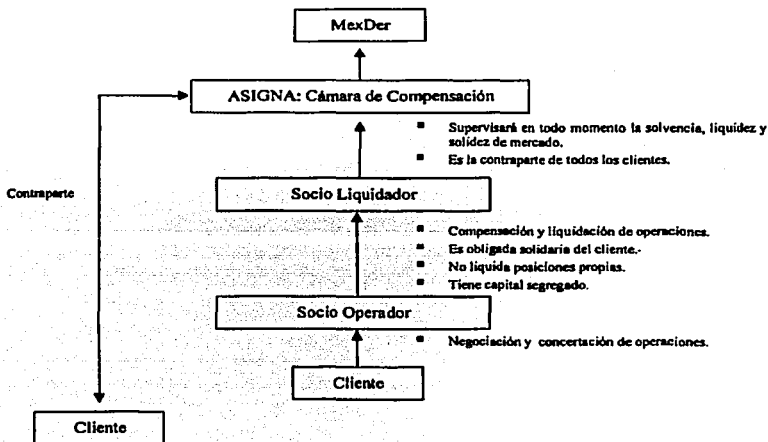 MexDer
ASIGNA: Cámara de Compensación
■ Supervisará en todo momento la solvencia, liquidez y
solidez de mercado.
■ Es la contraparte de todos los clientes.
Contraparte
Socio Liquidador
■ Compensación y liquidación de operaciones.
■ Es obligada solidaria del cliente.-
■ No liquida posiciones propias.
■ Tiene capital segregado.
Socio Operador
■ Negociación y concertación de operaciones.
Cliente
Cliente